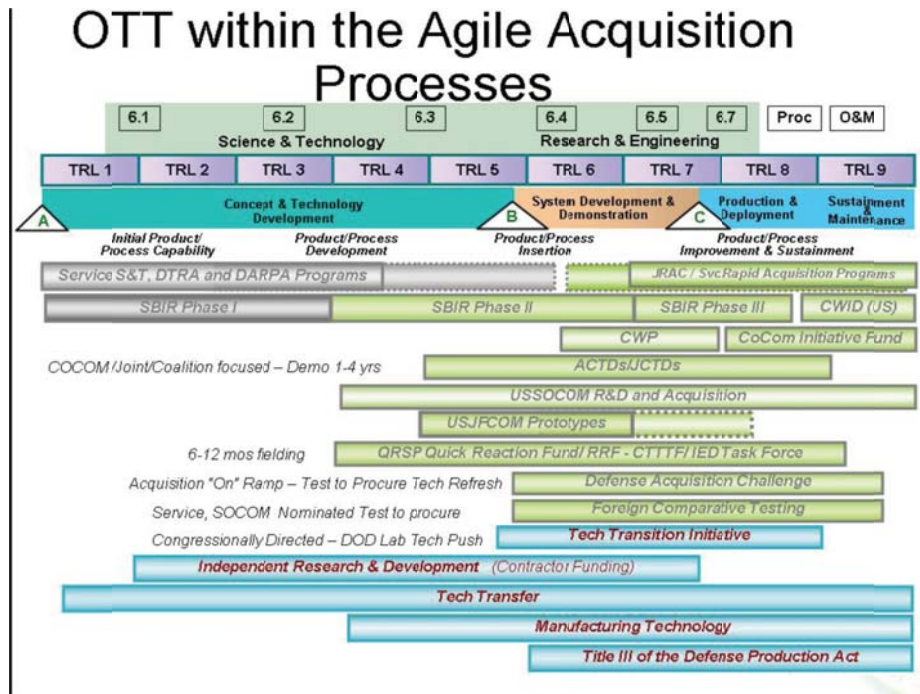 OTT within the Agile Acquisition
Processes
6.1 6.2 6.3 6.4 6.5 6.7 Proc O&M
Science & Technology Research & Engineering
TRL 1 TRL 2 TRL 3 TRL 4 TRL 5 TRL 6 TRL 7 TRL 8 TRL 9
A
Concept & Technology
Development
B
System Development &
Demonstration
C
Production &
Deployment
Sustainment
&
Maintenance
Initial Product/
Process Capability
Product/Process
Development
Product/Process
Insertion
Product/Process
Improvement & Sustainment
Service S&T, DTRA and DARPA Programs
JRAC / Svc Rapid Acquisition Programs
SBIR Phase I SBIR Phase II SBIR Phase III CWID (US)
CWP CoCom Initiative Fund
COCOM/Joint/Coalition focused – Demo 1-4 yrs ACTDs/JCTDs
USSOCOM R&D and Acquisition
USJFCOM Prototypes
6-12 mos fielding QRSP Quick Reaction Fund/ RRF - CTTTF/ IED Task Force
Acquisition "On" Ramp – Test to Procure Tech Refresh Defense Acquisition Challenge
Service, SOCOM Nominated Test to procure Foreign Comparative Testing
Congressionally Directed – DOD Lab Tech Push Tech Transition Initiative
Independent Research & Development (Contractor Funding)
Tech Transfer
Manufacturing Technology
Title III of the Defense Production Act